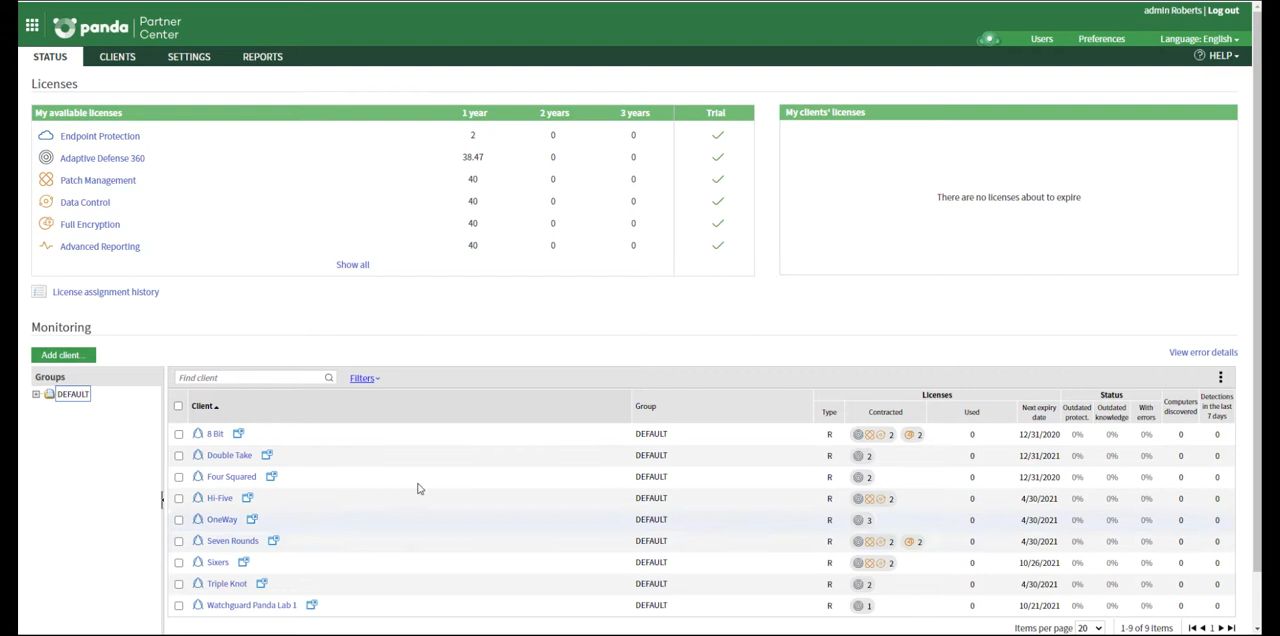 admin Roberts | Log out
panda Partner Center
Users Preferences Language: English
STATUS CLIENTS SETTINGS REPORTS HELP
Licenses
My available licenses 1 year 2 years 3 years Trial
Endpoint Protection 2 0 0
Adaptive Defense 360 38.47 0 0
Patch Management 40 0 0
Data Control 40 0 0
Full Encryption 40 0 0
Advanced Reporting 40 0 0
Show all
My clients' licenses
There are no licenses about to expire
License assignment history
Monitoring
Add client...
View error details
Groups
DEFAULT
Find client Filters
Licenses Status
Client Group Type Contracted Used Next expiry date Outdated protect. Outdated knowledge With errors Computers discovered Detections in the last 7 days
8 Bit DEFAULT R 2 2 0 12/31/2020 0% 0% 0% 0 0
Double Take DEFAULT R 2 0 12/31/2021 0% 0% 0% 0 0
Four Squared DEFAULT R 2 0 12/31/2020 0% 0% 0% 0 0
Hi-Five DEFAULT R 2 0 4/30/2021 0% 0% 0% 0 0
OneWay DEFAULT R 3 0 4/30/2021 0% 0% 0% 0 0
Seven Rounds DEFAULT R 2 2 0 4/30/2021 0% 0% 0% 0 0
Sixers DEFAULT R 2 0 10/26/2021 0% 0% 0% 0 0
Triple Knot DEFAULT R 2 0 4/30/2021 0% 0% 0% 0 0
Watchguard Panda Lab 1 DEFAULT R 1 0 10/21/2021 0% 0% 0% 0 0
Items per page 20 1-9 of 9 items 1